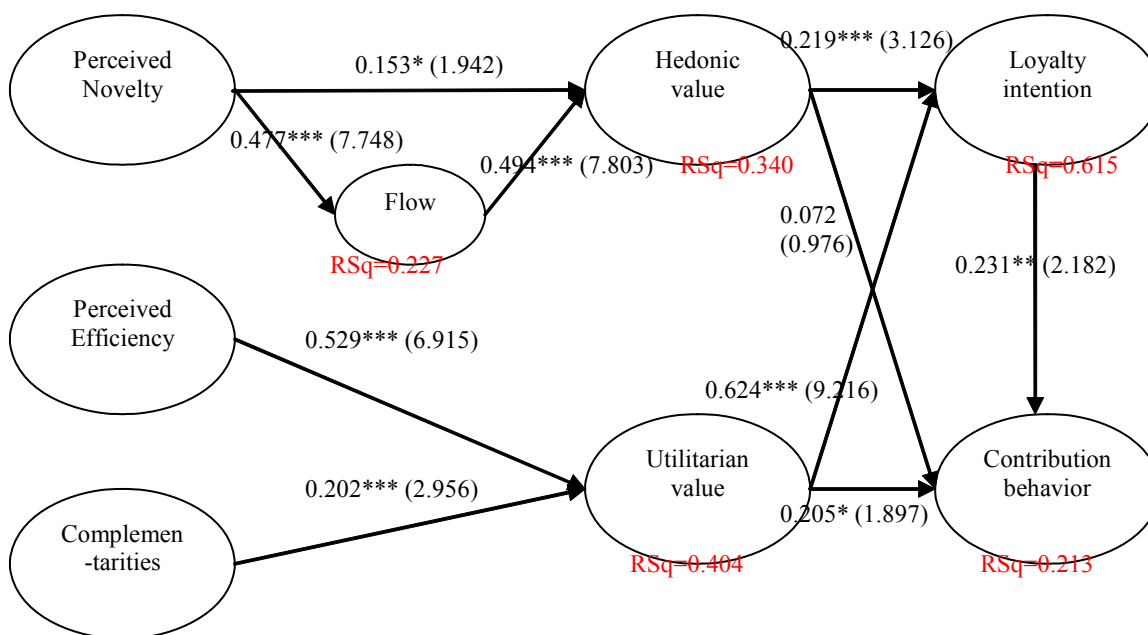 Perceived
Novelty
0.153* (1.942)
Hedonic
value
0.219*** (3.126)
Loyalty
intention
0.477*** (7.748)
0.494*** (7.803)
RSq=0.340
RSq=0.615
Flow
RSq=0.227
0.072
(0.976)
0.231** (2.182)
Perceived
Efficiency
0.529*** (6.915)
0.624*** (9.216)
Utilitarian
value
Contribution
behavior
0.202*** (2.956)
0.205* (1.897)
Complemen
-tarities
RSq=0.404
RSq=0.213